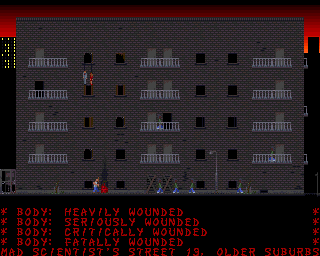 * BODY: HEAVILY WOUNDED *
* BODY: SERIOUSLY WOUNDED *
* BODY: CRITICALLY WOUNDED *
* BODY: FATALLY WOUNDED *
MAD SCIENTIST'S STREET 19, OLDER SUBURBS